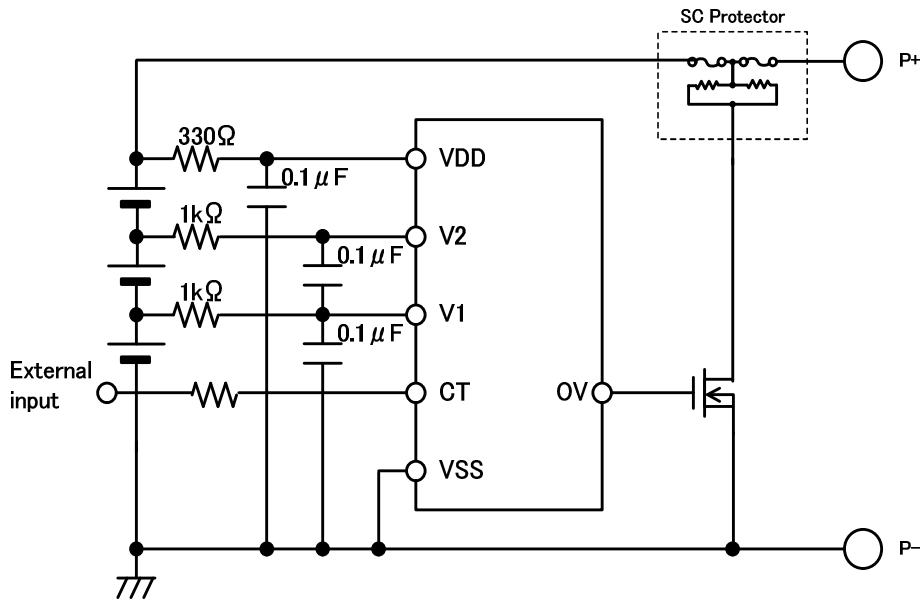 SC Protector
P+
330Ω
VDD
0.1μF
1kΩ
V2
0.1μF
1kΩ
V1
0.1μF
External
input
CT
OV
VSS
P−